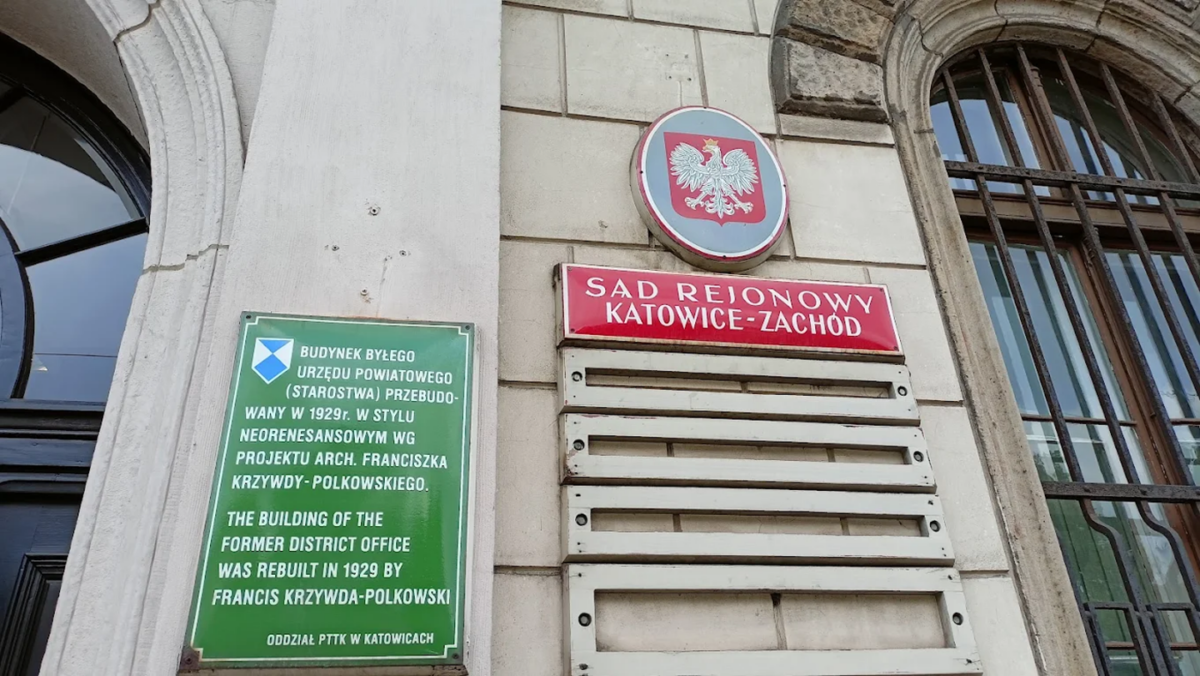 BUDYNEK BYŁEGO
URZĘDU POWIATOWEGO
(STAROSTWA) PRZEBUDO-
WANY W 1929r. W STYLU
NEORENESANSOWYM WG
PROJEKTU ARCH. FRANCISZKA
KRZYWDY-POLKOWSKIEGO.
THE BUILDING OF THE
FORMER DISTRICT OFFICE
WAS REBUILT IN 1929 BY
FRANCIS KRZYWDA-POLKOWSKI
ODDZIAŁ PTTK W KATOWICACH
SĄD REJONOWY
KATOWICE-ZACHÓD